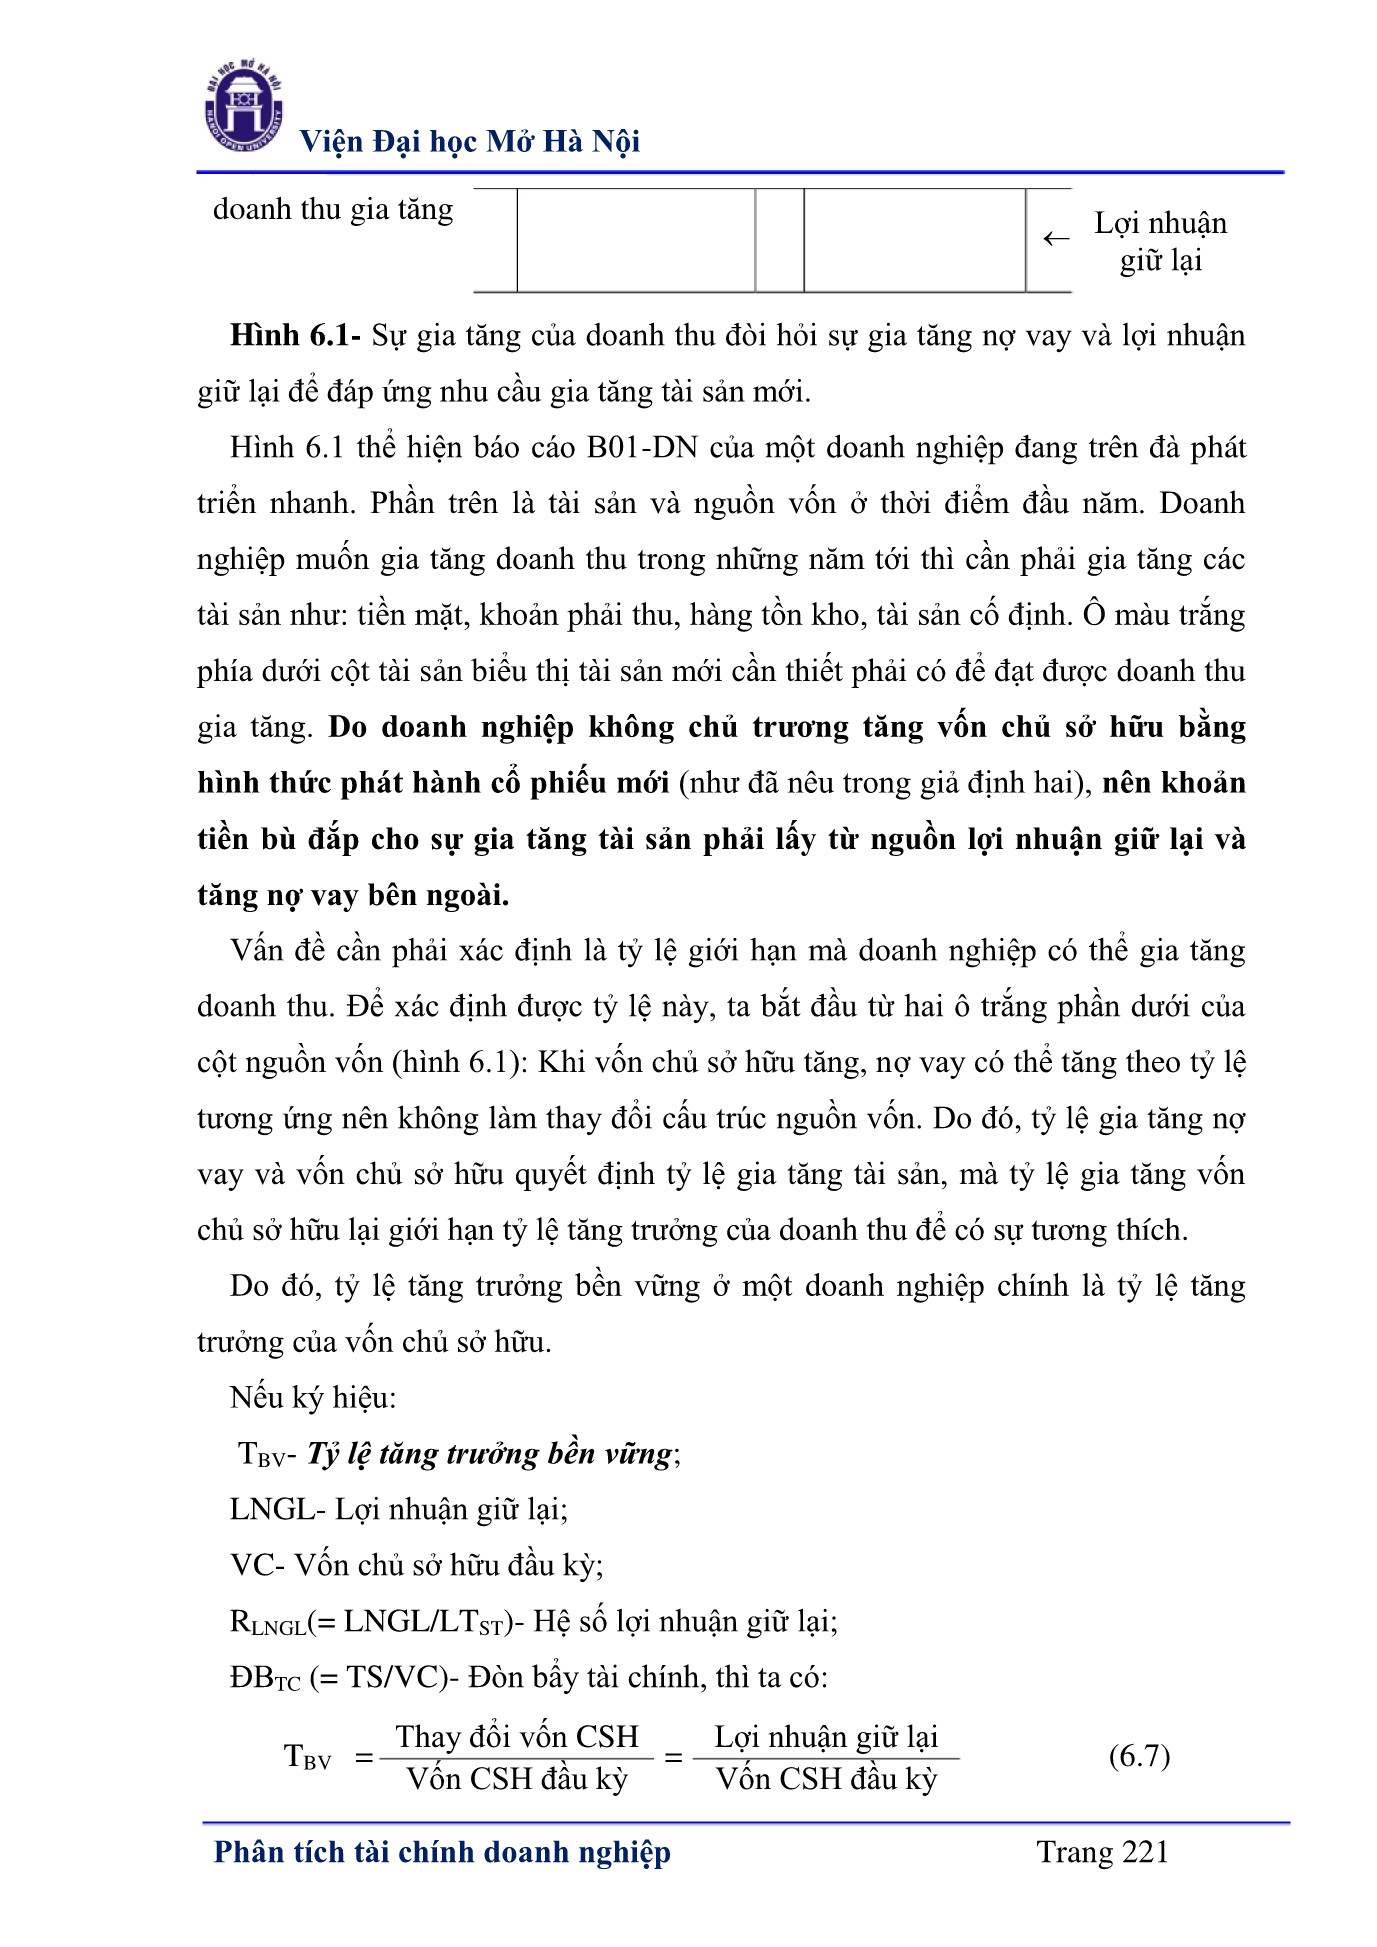 ĐẠI HỌC MỞ HÀ NỘI
HANOI OPEN UNIVERSITY
Viện Đại học Mở Hà Nội
doanh thu gia tăng
← Lợi nhuận
giữ lại
Hình 6.1- Sự gia tăng của doanh thu đòi hỏi sự gia tăng nợ vay và lợi nhuận
giữ lại để đáp ứng nhu cầu gia tăng tài sản mới.
Hình 6.1 thể hiện báo cáo B01-DN của một doanh nghiệp đang trên đà phát
triển nhanh. Phần trên là tài sản và nguồn vốn ở thời điểm đầu năm. Doanh
nghiệp muốn gia tăng doanh thu trong những năm tới thì cần phải gia tăng các
tài sản như: tiền mặt, khoản phải thu, hàng tồn kho, tài sản cố định. Ô màu trắng
phía dưới cột tài sản biểu thị tài sản mới cần thiết phải có để đạt được doanh thu
gia tăng. Do doanh nghiệp không chủ trương tăng vốn chủ sở hữu bằng
hình thức phát hành cổ phiếu mới (như đã nêu trong giả định hai), nên khoản
tiền bù đắp cho sự gia tăng tài sản phải lấy từ nguồn lợi nhuận giữ lại và
tăng nợ vay bên ngoài.
Vấn đề cần phải xác định là tỷ lệ giới hạn mà doanh nghiệp có thể gia tăng
doanh thu. Để xác định được tỷ lệ này, ta bắt đầu từ hai ô trắng phần dưới của
cột nguồn vốn (hình 6.1): Khi vốn chủ sở hữu tăng, nợ vay có thể tăng theo tỷ lệ
tương ứng nên không làm thay đổi cấu trúc nguồn vốn. Do đó, tỷ lệ gia tăng nợ
vay và vốn chủ sở hữu quyết định tỷ lệ gia tăng tài sản, mà tỷ lệ gia tăng vốn
chủ sở hữu lại giới hạn tỷ lệ tăng trưởng của doanh thu để có sự tương thích.
Do đó, tỷ lệ tăng trưởng bền vững ở một doanh nghiệp chính là tỷ lệ tăng
trưởng của vốn chủ sở hữu.
Nếu ký hiệu:
T_BV- Tỷ lệ tăng trưởng bền vững;
LNGL- Lợi nhuận giữ lại;
VC- Vốn chủ sở hữu đầu kỳ;
R_LNGL(= LNGL/LT_ST)- Hệ số lợi nhuận giữ lại;
ĐB_TC (= TS/VC)- Đòn bẩy tài chính, thì ta có:
Thay đổi vốn CSH Lợi nhuận giữ lại
T_BV = = (6.7)
Vốn CSH đầu kỳ Vốn CSH đầu kỳ
Phân tích tài chính doanh nghiệp Trang 221